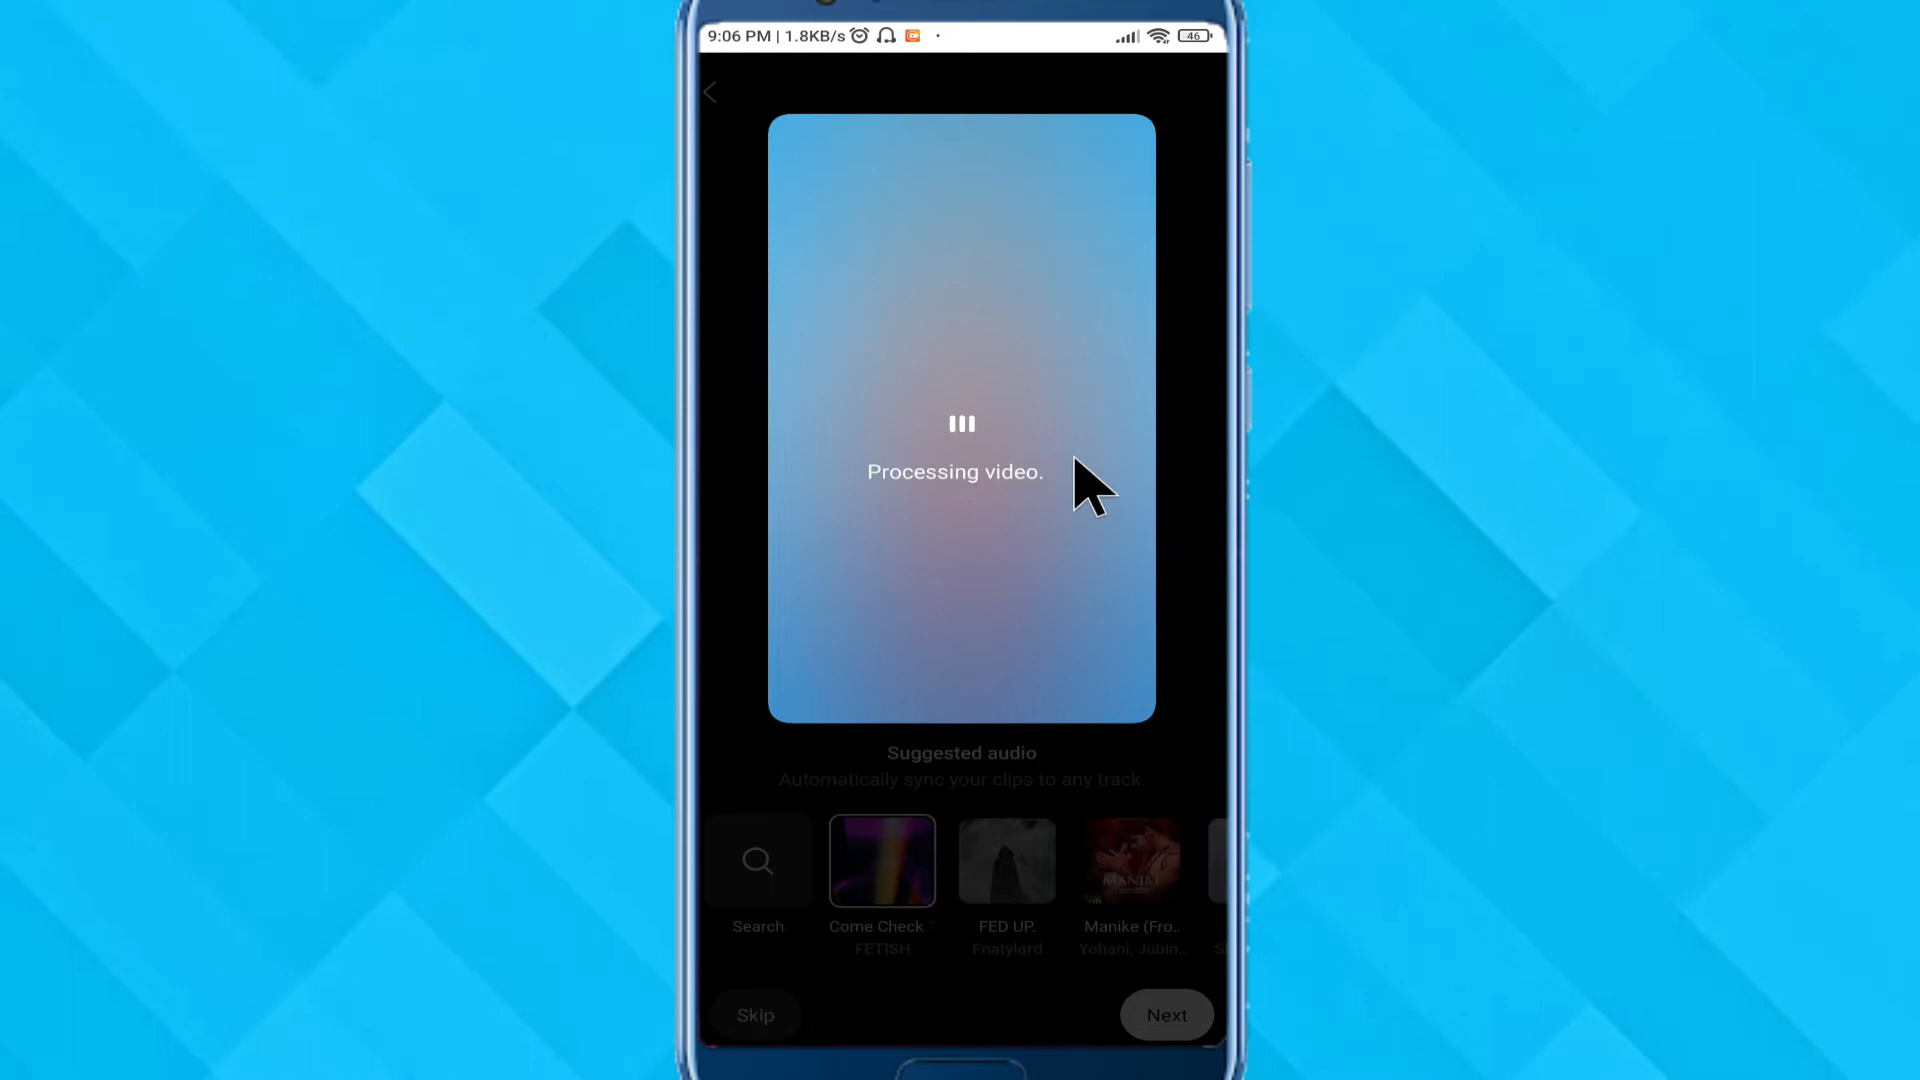 9:06 PM | 1.8KB/s
46
Processing video.
Suggested audio
Automatically sync your clips to any track.
MANIKE
Search
Come Check
FED UP.
Manike (Fro..
FETISH
Fnatylqrd
Yohani, Jubin..
Skip
Next